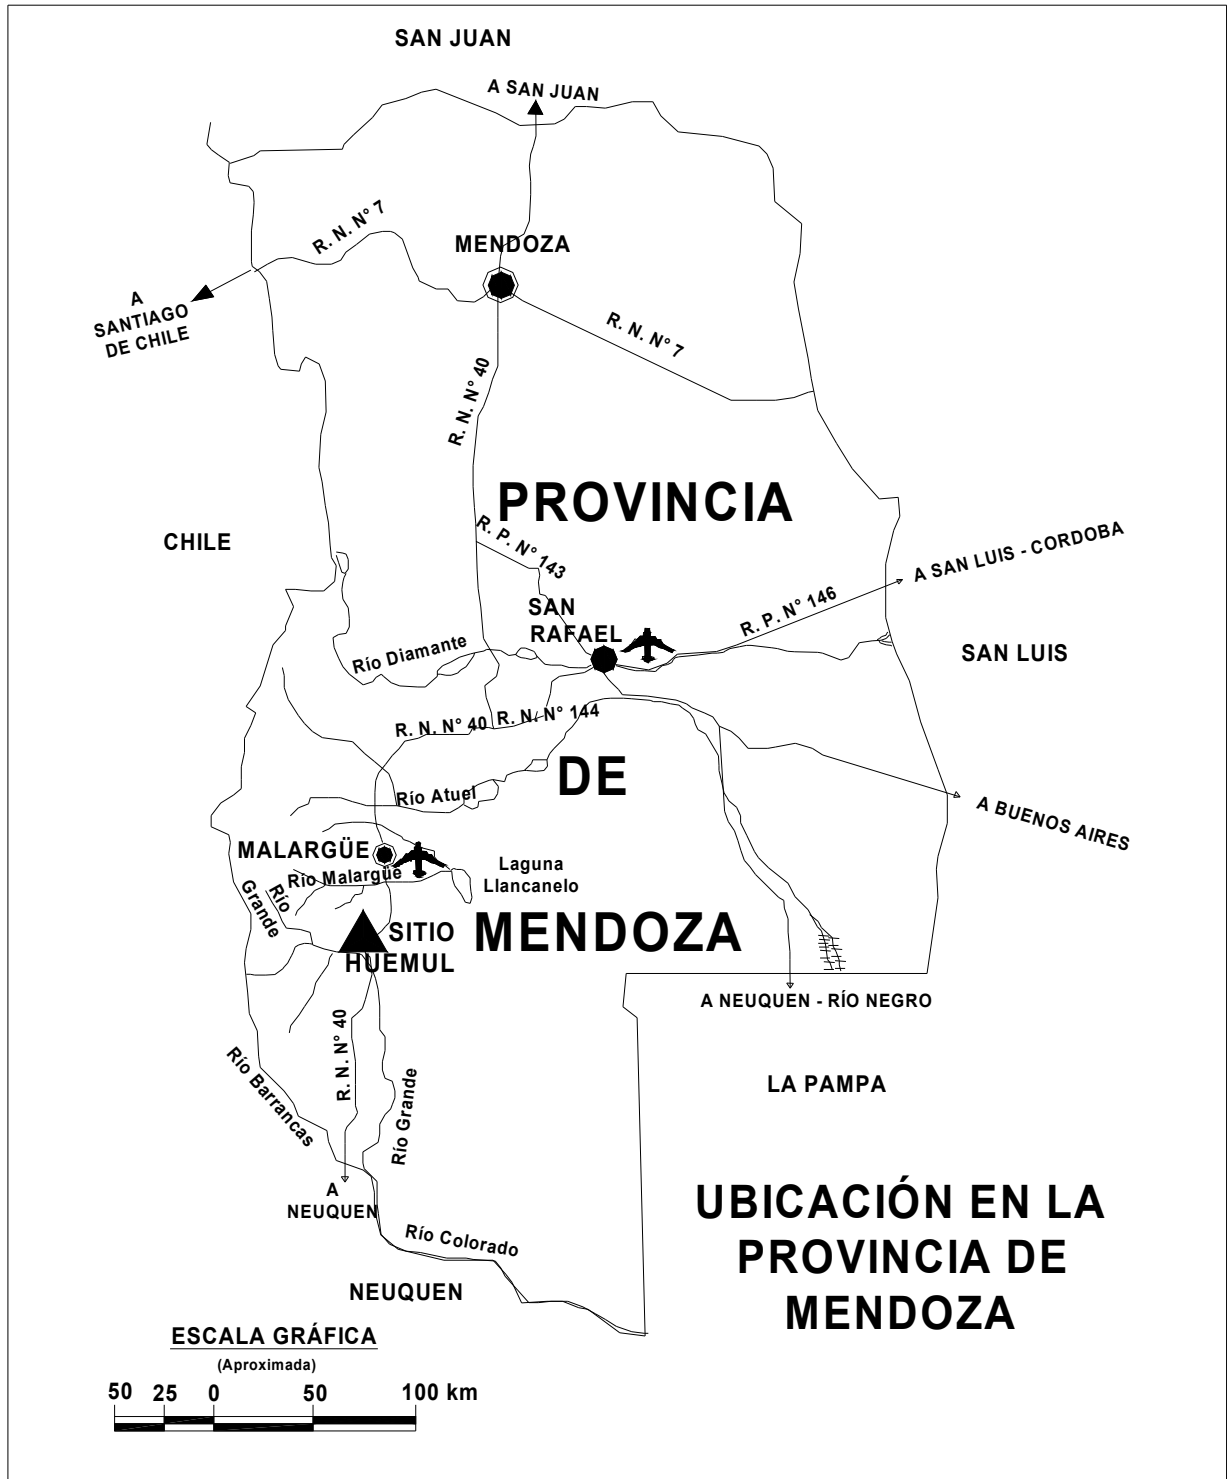 SAN JUAN
A SAN JUAN
R. N. N° 7
MENDOZA
A
SANTIAGO
DE CHILE
R. N. N° 7
R. N. N° 40
PROVINCIA
CHILE
R. P. N° 143
A SAN LUIS - CORDOBA
R. P. N° 146
SAN
RAFAEL
Río Diamante
SAN LUIS
R. N. N° 40
R. N. N° 144
DE
Río Atuel
A BUENOS AIRES
MALARGÜE
Laguna
Llancanelo
Río Malargüe
Río
Grande
SITIO
HUEMUL
MENDOZA
A NEUQUEN - RÍO NEGRO
R. N. N° 40
Río Barrancas
Río Grande
LA PAMPA
A
NEUQUEN
Río Colorado
UBICACIÓN EN LA
PROVINCIA DE
MENDOZA
NEUQUEN
ESCALA GRÁFICA
(Aproximada)
50 25 0 50 100 km